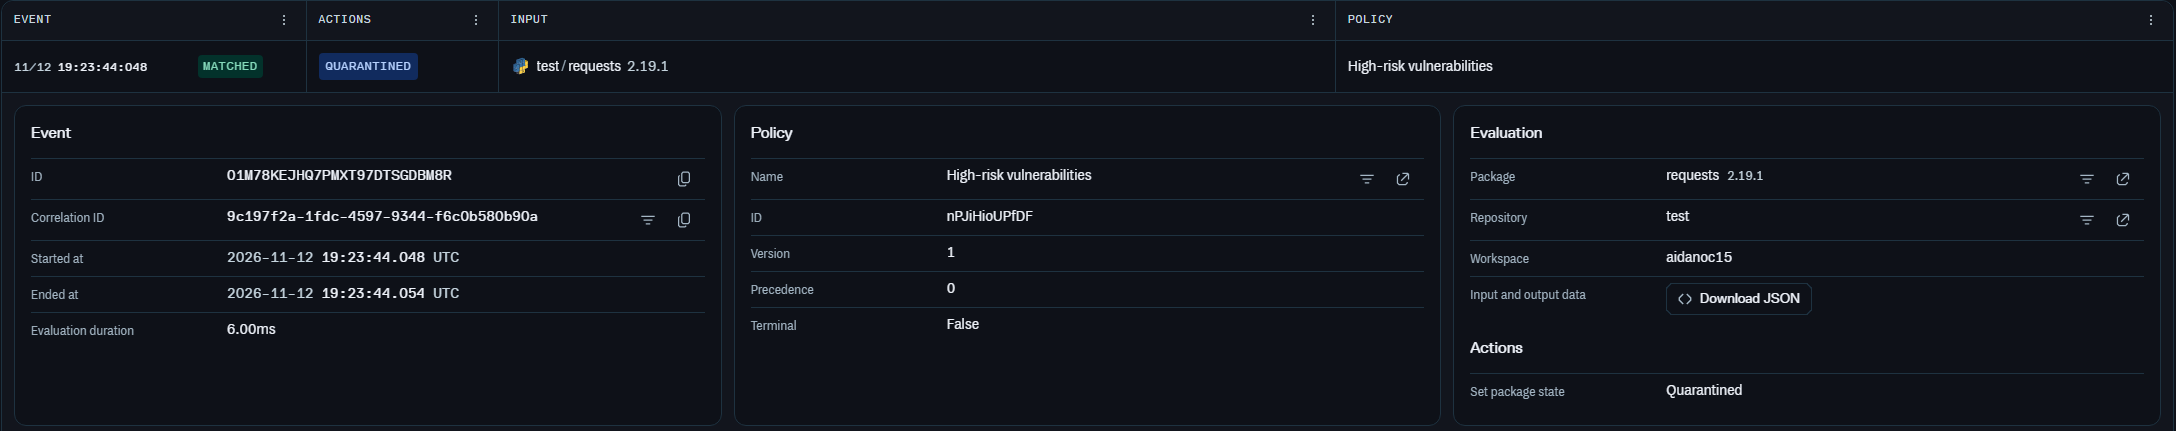 EVENT ACTIONS INPUT POLICY
11/12 19:23:44:048 MATCHED QUARANTINED test/requests 2.19.1 High-risk vulnerabilities
Event
ID 01M78KEJHQ7PMXT97DTSGDBM8R
Correlation ID 9c197f2a-1fdc-4597-9344-f6c0b580b90a
Started at 2026-11-12 19:23:44.048 UTC
Ended at 2026-11-12 19:23:44.054 UTC
Evaluation duration 6.00ms
Policy
Name High-risk vulnerabilities
ID nPJiHioUPfDF
Version 1
Precedence 0
Terminal False
Evaluation
Package requests 2.19.1
Repository test
Workspace aidanoc15
Input and output data Download JSON
Actions
Set package state Quarantined